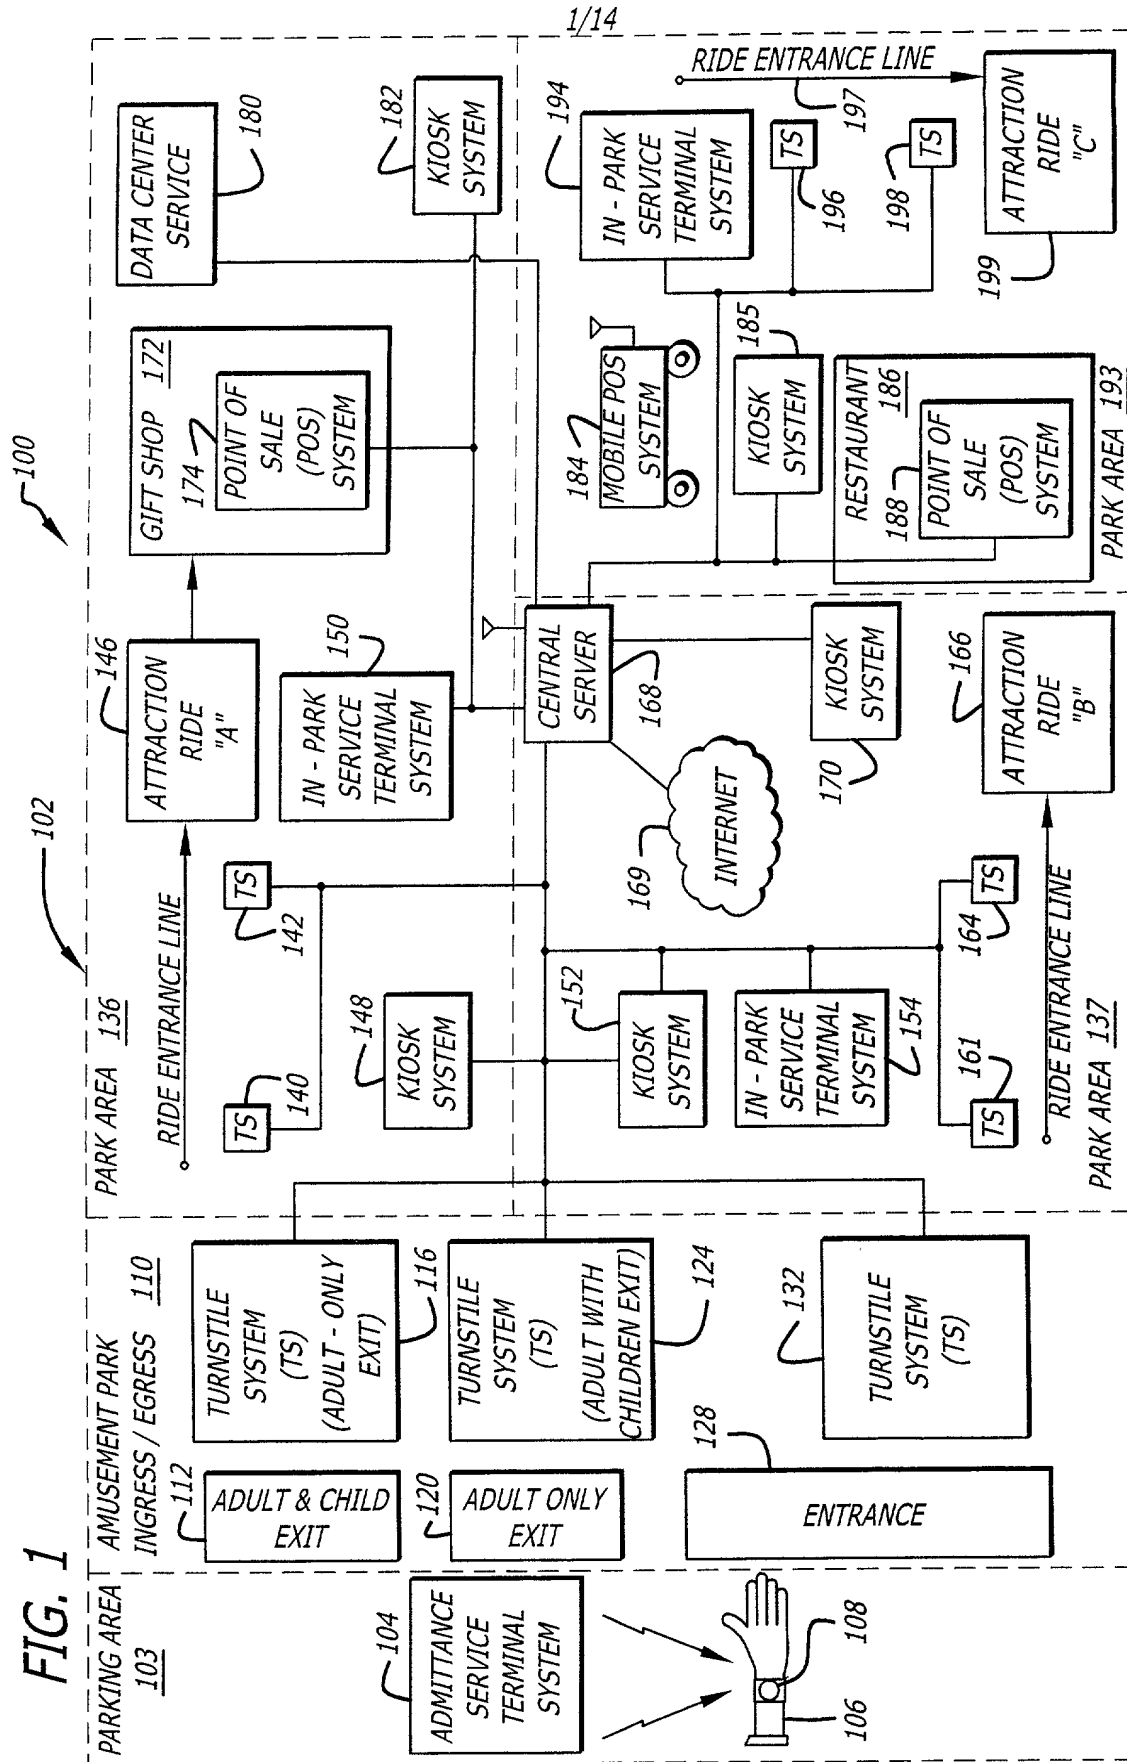 1/14
FIG. 1
100
102
PARKING AREA
103
ADMITTANCE
SERVICE
TERMINAL
SYSTEM
104
106
108
AMUSEMENT PARK
INGRESS / EGRESS 110
112
ADULT & CHILD
EXIT
120
ADULT ONLY
EXIT
128
ENTRANCE
TURNSTILE
SYSTEM
(TS)
(ADULT - ONLY
EXIT)
116
TURNSTILE
SYSTEM
(TS)
(ADULT WITH
CHILDREN EXIT)
124
132
TURNSTILE
SYSTEM
(TS)
PARK AREA 136
RIDE ENTRANCE LINE
TS
140
TS
142
146
ATTRACTION
RIDE
"A"
148
KIOSK
SYSTEM
150
IN - PARK
SERVICE
TERMINAL
SYSTEM
GIFT SHOP 172
174
POINT OF
SALE
(POS)
SYSTEM
DATA CENTER
SERVICE
180
182
KIOSK
SYSTEM
152
KIOSK
SYSTEM
IN - PARK
SERVICE
TERMINAL
SYSTEM
154
161
TS
164
TS
RIDE ENTRANCE LINE
PARK AREA 137
166
ATTRACTION
RIDE
"B"
CENTRAL
SERVER
168
169
INTERNET
KIOSK
SYSTEM
170
184
MOBILE POS
SYSTEM
185
KIOSK
SYSTEM
RESTAURANT
186
188
POINT OF
SALE
(POS)
SYSTEM
PARK AREA 193
194
IN - PARK
SERVICE
TERMINAL
SYSTEM
TS
196
TS
198
RIDE ENTRANCE LINE
197
ATTRACTION
RIDE
"C"
199